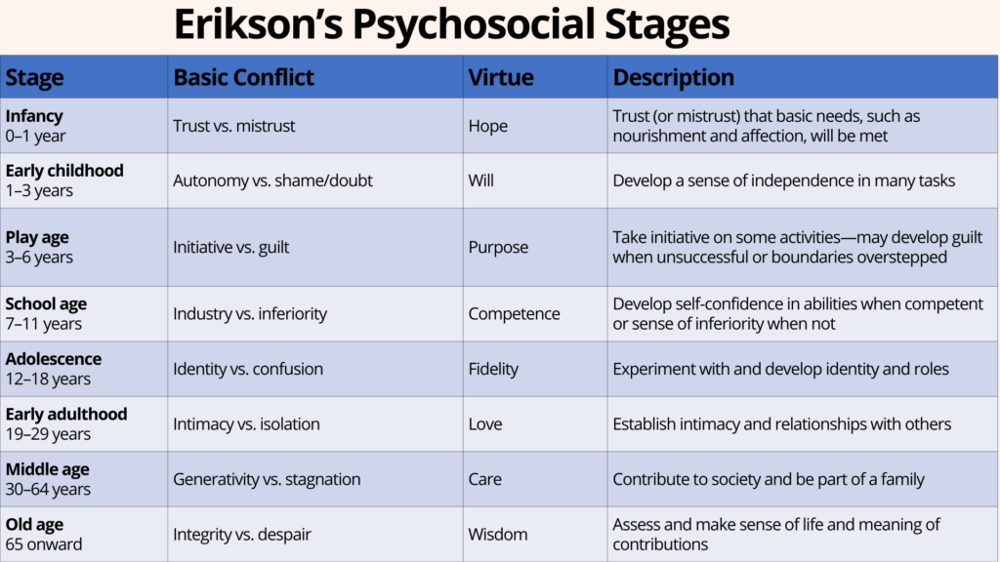 Erikson’s Psychosocial Stages
Stage Basic Conflict Virtue Description
Infancy
0–1 year
Trust vs. mistrust
Hope
Trust (or mistrust) that basic needs, such as
nourishment and affection, will be met
Early childhood
1–3 years
Autonomy vs. shame/doubt
Will
Develop a sense of independence in many tasks
Play age
3–6 years
Initiative vs. guilt
Purpose
Take initiative on some activities—may develop guilt
when unsuccessful or boundaries overstepped
School age
7–11 years
Industry vs. inferiority
Competence
Develop self-confidence in abilities when competent
or sense of inferiority when not
Adolescence
12–18 years
Identity vs. confusion
Fidelity
Experiment with and develop identity and roles
Early adulthood
19–29 years
Intimacy vs. isolation
Love
Establish intimacy and relationships with others
Middle age
30–64 years
Generativity vs. stagnation
Care
Contribute to society and be part of a family
Old age
65 onward
Integrity vs. despair
Wisdom
Assess and make sense of life and meaning of
contributions